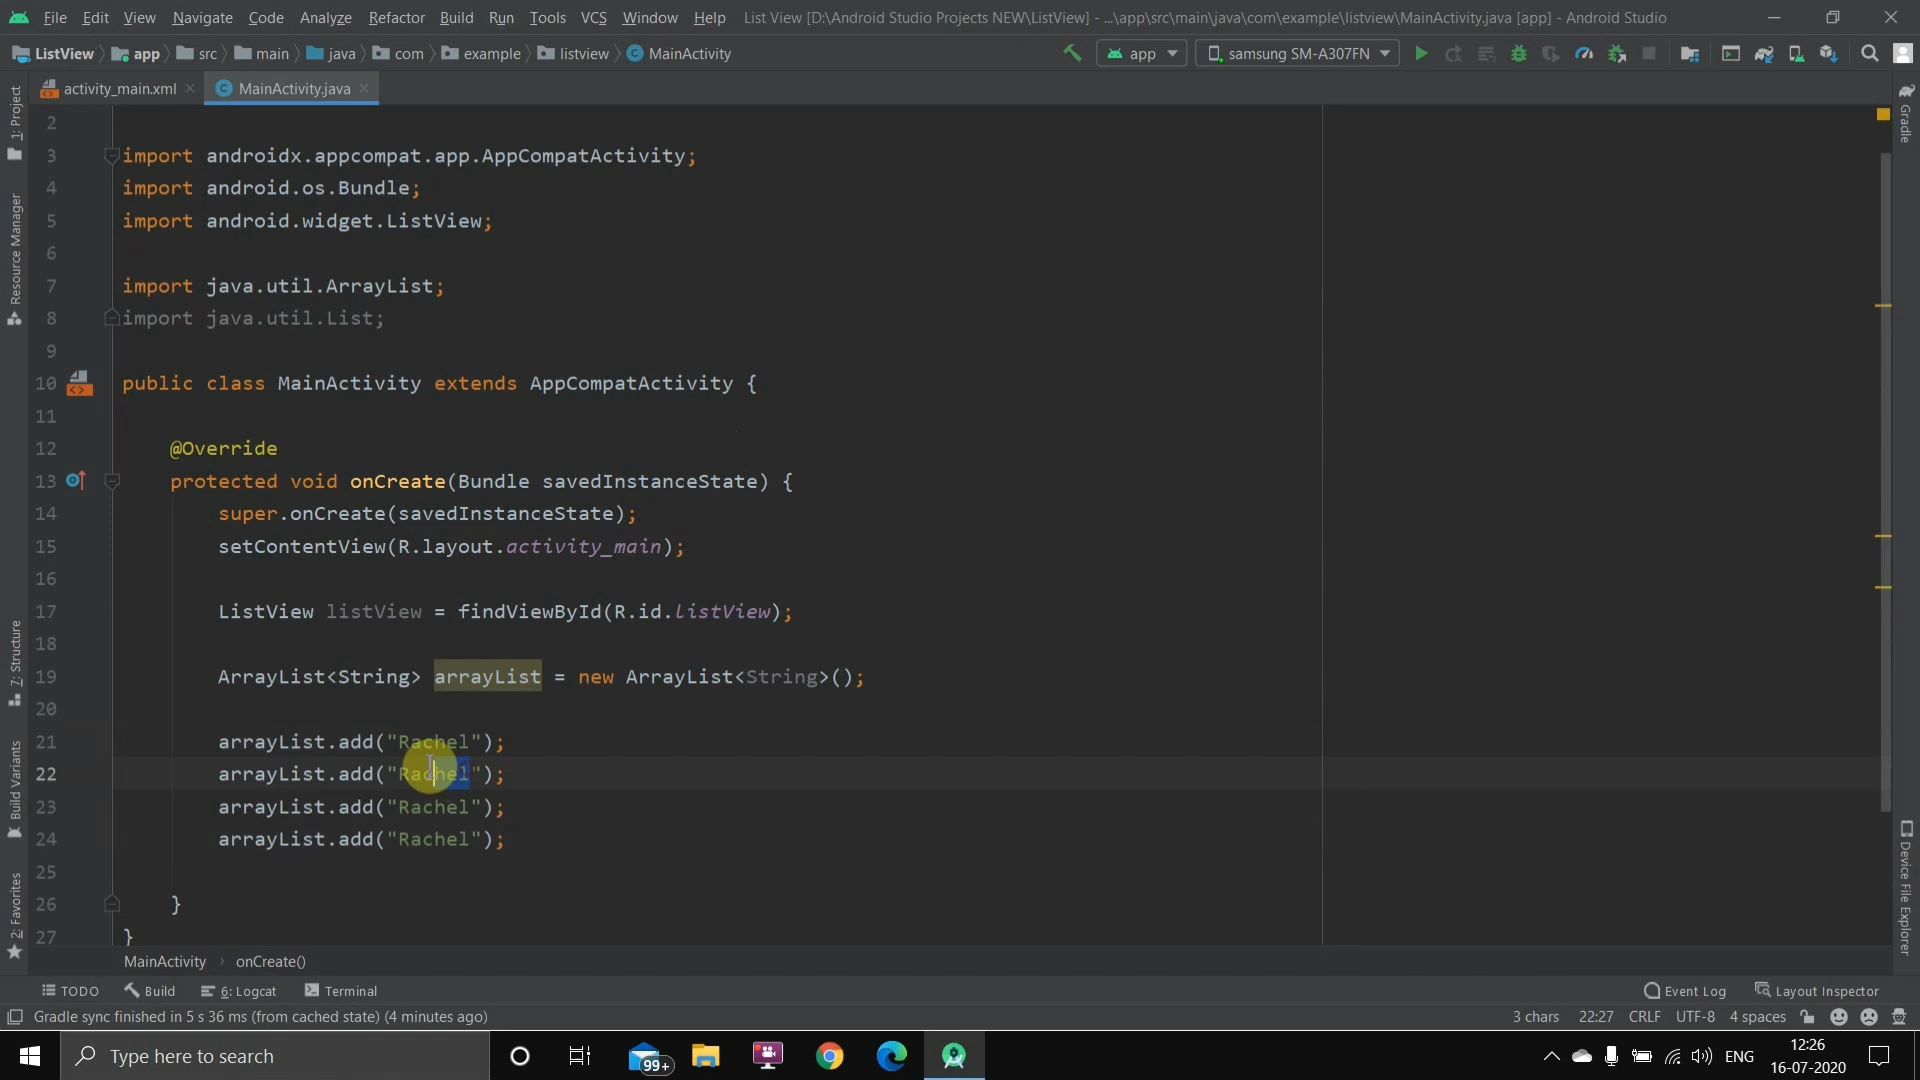 File Edit View Navigate Code Analyze Refactor Build Run Tools VCS Window Help List View [D:\Android Studio Projects NEW\ListView] - ...\app\src\main\java\com\example\listview\MainActivity.java [app] - Android Studio
ListView app src main java com example listview MainActivity app samsung SM-A307FN
activity_main.xml MainActivity.java
1: Project
Resource Manager
7: Structure
Build Variants
2: Favorites
2
3 import androidx.appcompat.app.AppCompatActivity;
4 import android.os.Bundle;
5 import android.widget.ListView;
6
7 import java.util.ArrayList;
8 import java.util.List;
9
10 public class MainActivity extends AppCompatActivity {
11
12 @Override
13 protected void onCreate(Bundle savedInstanceState) {
14 super.onCreate(savedInstanceState);
15 setContentView(R.layout.activity_main);
16
17 ListView listView = findViewById(R.id.listView);
18
19 ArrayList<String> arrayList = new ArrayList<String>();
20
21 arrayList.add("Rachel");
22 arrayList.add("Rachel");
23 arrayList.add("Rachel");
24 arrayList.add("Rachel");
25
26 }
27 }
Gradle
Device File Explorer
MainActivity › onCreate()
TODO Build 6: Logcat Terminal Event Log Layout Inspector
Gradle sync finished in 5 s 36 ms (from cached state) (4 minutes ago) 3 chars 22:27 CRLF UTF-8 4 spaces
Type here to search 99+ ENG 12:26
16-07-2020